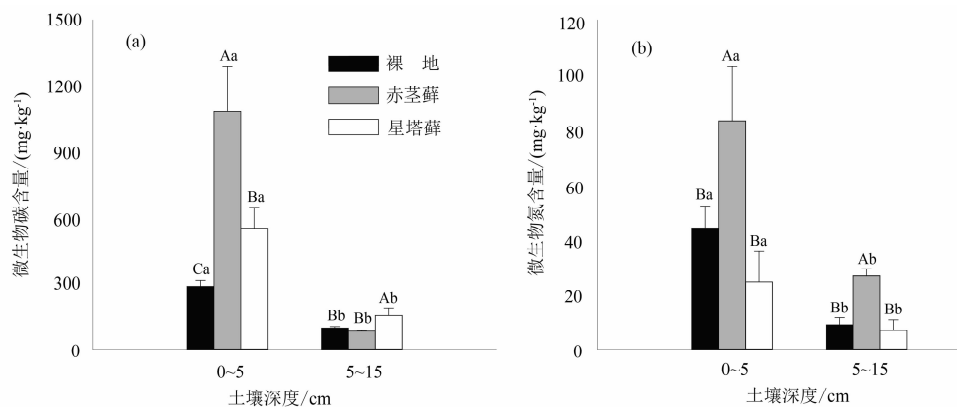 (a)
微生物碳含量/(mg·kg⁻¹)
1500
1200
900
600
300
0
裸 地
赤茎藓
星塔藓
Ca
Aa
Ba
Bb
Bb
Ab
0~5
5~15
土壤深度/cm
(b)
微生物氮含量/(mg·kg⁻¹)
120
100
80
60
40
20
0
Ba
Aa
Ba
Bb
Ab
Bb
0~5
5~15
土壤深度/cm